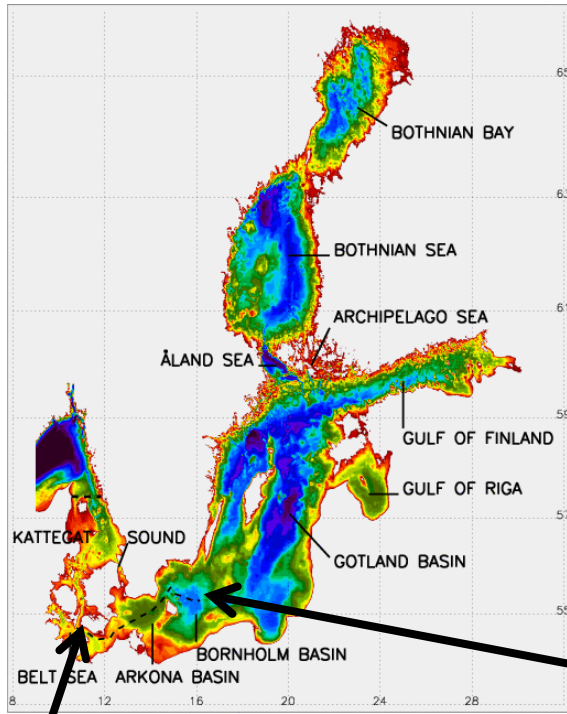 65
BOTHNIAN BAY
63
BOTHNIAN SEA
61
ARCHIPELAGO SEA
ÅLAND SEA
59
GULF OF FINLAND
GULF OF RIGA
57
KATTEGAT SOUND
GOTLAND BASIN
55
BORNHOLM BASIN
BELT SEA ARKONA BASIN
8 12 16 20 24 28